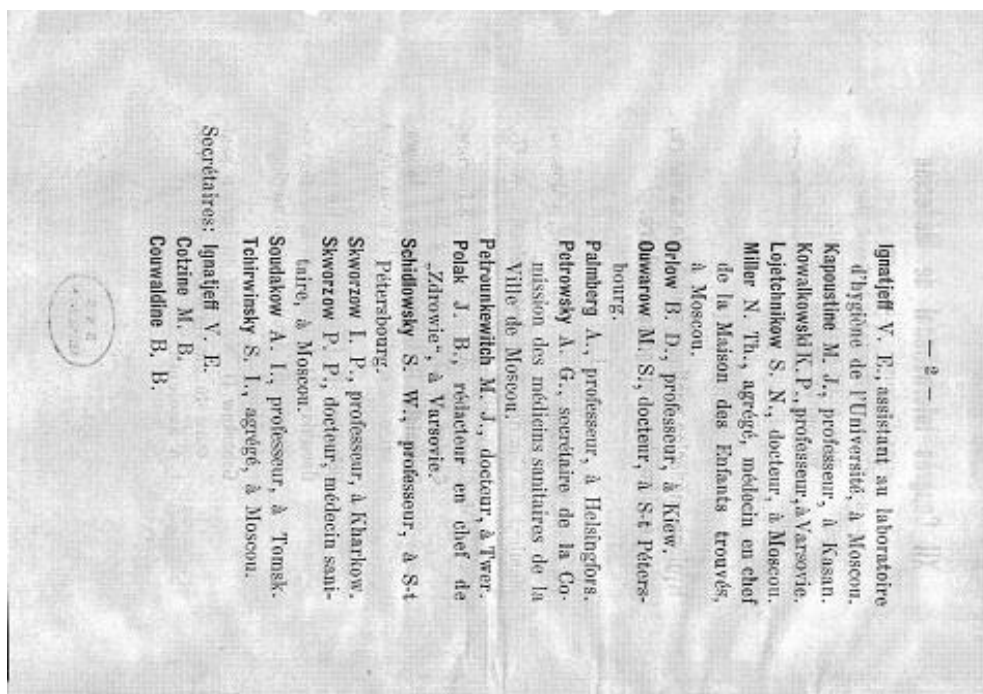 — 2 —
Ignatjeff V. E., assistant au laboratoire
d'hygiène de l'Université, à Moscou.
Kapoustine M. J., professeur, à Kasan.
Kowalkowski K. P., professeur, à Varsovie.
Lojetchnikow S. N., docteur, à Moscou.
Miller N. Th., agrégé, médecin en chef
de la Maison des Enfants trouvés,
à Moscou.
Orlow B. D., professeur, à Kiew.
Ouwarow M. S., docteur, à S-t Péters-
bourg.
Palmberg A., professeur, à Helsingfors.
Petrowsky A. G., secrétaire de la Co-
mission des médicins sanitaires de la
Ville de Moscou.
Petrounkewitch M. J., docteur, à Twer.
Polak J. B., rédacteur en chef de
„Zdrowie“, à Varsovie.
Schidlowsky S. W., professeur, à S-t
Pétersbourg.
Skworzow I. P., professeur, à Kharkow.
Skworzow P. P., docteur, médecin sani-
taire, à Moscou.
Soudakow A. I., professeur, à Tomsk.
Tchirwinsky S. I., agrégé, à Moscou.
Secrétaires: Ignatjeff V. E.
Cotzine M. B.
Couwaldine B. B.